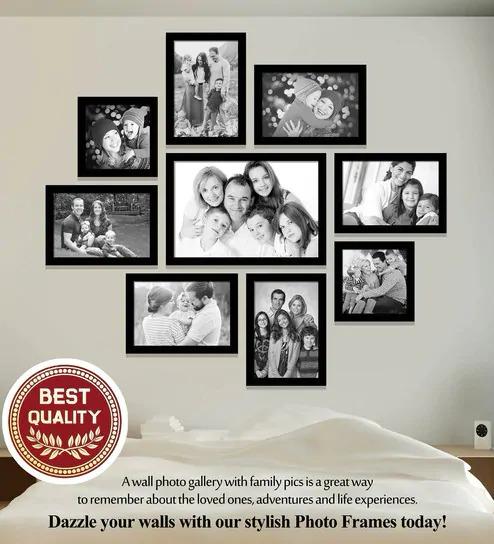 BEST
QUALITY
A wall photo gallery with family pics is a great way
to remember about the loved ones, adventures and life experiences.
Dazzle your walls with our stylish Photo Frames today!